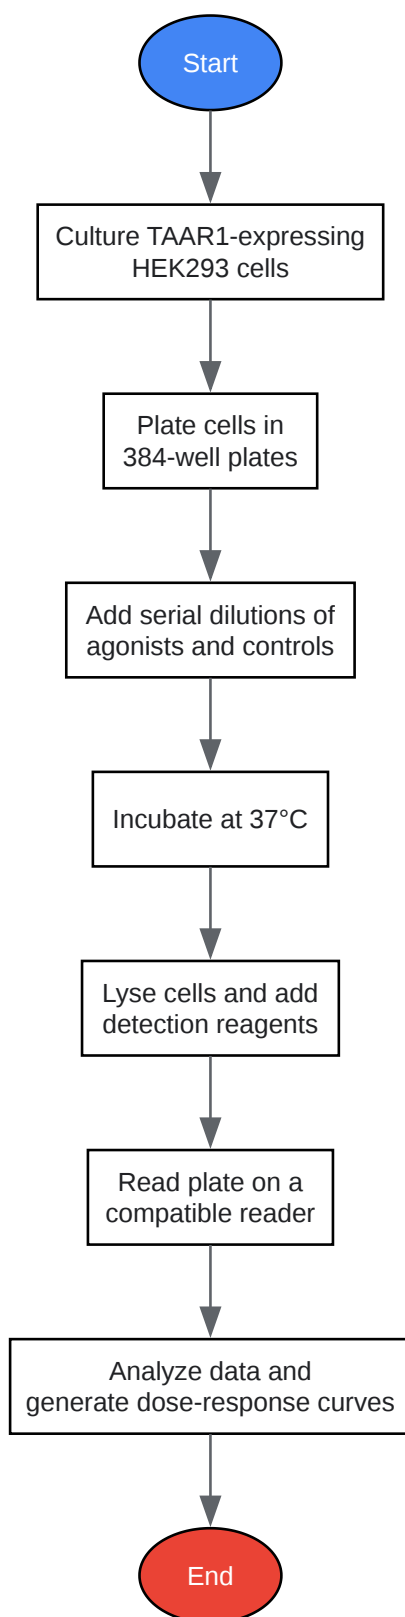 Start
Culture TAAR1-expressing
HEK293 cells
Plate cells in
384-well plates
Add serial dilutions of
agonists and controls
Incubate at 37°C
Lyse cells and add
detection reagents
Read plate on a
compatible reader
Analyze data and
generate dose-response curves
End